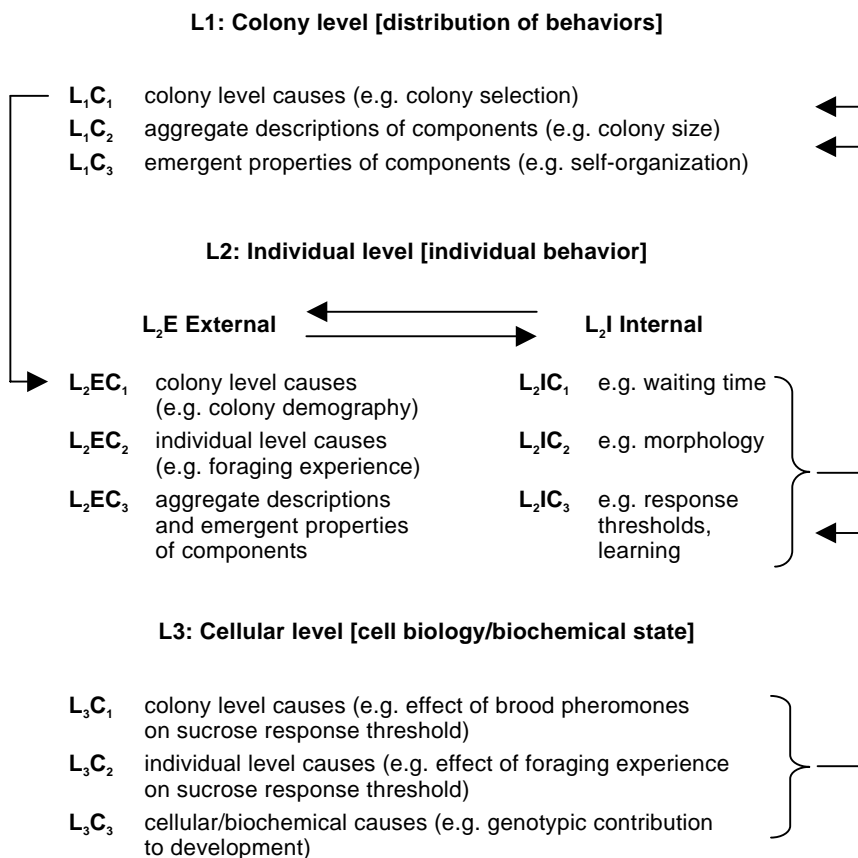 L1: Colony level [distribution of behaviors]
L₁C₁ colony level causes (e.g. colony selection)
L₁C₂ aggregate descriptions of components (e.g. colony size)
L₁C₃ emergent properties of components (e.g. self-organization)
L2: Individual level [individual behavior]
L₂E External
L₂I Internal
L₂EC₁ colony level causes
(e.g. colony demography)
L₂EC₂ individual level causes
(e.g. foraging experience)
L₂EC₃ aggregate descriptions
and emergent properties
of components
L₂IC₁ e.g. waiting time
L₂IC₂ e.g. morphology
L₂IC₃ e.g. response
thresholds,
learning
L3: Cellular level [cell biology/biochemical state]
L₃C₁ colony level causes (e.g. effect of brood pheromones
on sucrose response threshold)
L₃C₂ individual level causes (e.g. effect of foraging experience
on sucrose response threshold)
L₃C₃ cellular/biochemical causes (e.g. genotypic contribution
to development)